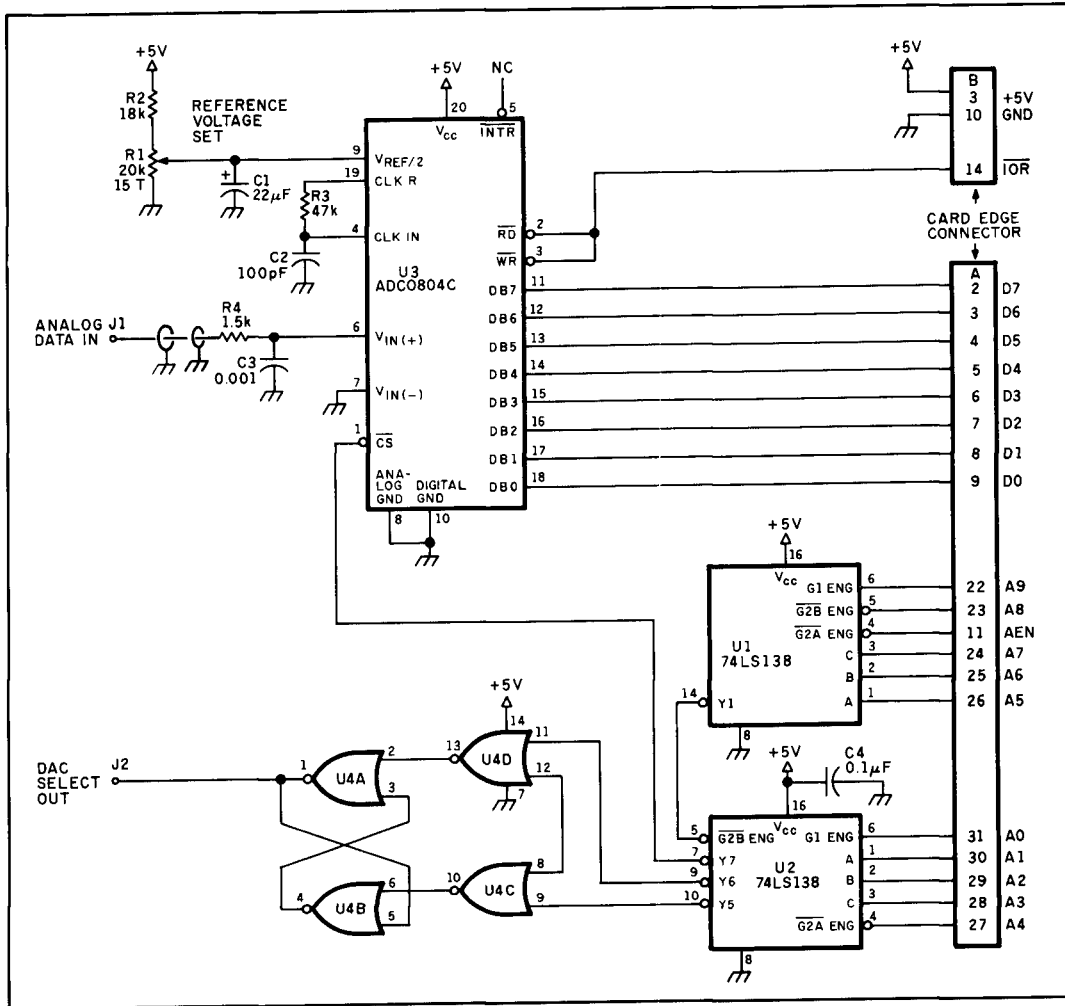 +5V
R2
18k
R1
20k
15 T
REFERENCE
VOLTAGE
SET
+
C1
22μF
+5V
NC
20
5
VCC
INTR
9
VREF/2
19
CLK R
R3
47k
4
CLK IN
C2
100pF
U3
ADC0804C
RD
2
WR
3
DB7
11
DB6
12
DB5
13
DB4
14
DB3
15
DB2
16
DB1
17
DB0
18
ANALOG
DATA IN
J1
R4
1.5k
C3
0.001
6
VIN(+)
7
VIN(-)
1
CS
ANA-
LOG
GND
DIGITAL
GND
8
10
B
3
+5V
10
GND
14
IOR
CARD EDGE
CONNECTOR
A
2
D7
3
D6
4
D5
5
D4
6
D3
7
D2
8
D1
9
D0
+5V
16
VCC
G1 ENG
6
22
A9
G2B ENG
5
23
A8
G2A ENG
4
11
AEN
C
3
24
A7
B
2
25
A6
A
1
26
A5
U1
74LS138
14
Y1
8
+5V
C4
0.1μF
16
VCC
5
G2B ENG
G1 ENG
6
31
A0
7
Y7
A
1
30
A1
9
Y6
B
2
29
A2
10
Y5
C
3
28
A3
G2A ENG
4
27
A4
U2
74LS138
8
DAC
SELECT
OUT
J2
1
U4A
2
3
+5V
14
13
U4D
11
12
7
4
U4B
6
5
10
U4C
8
9